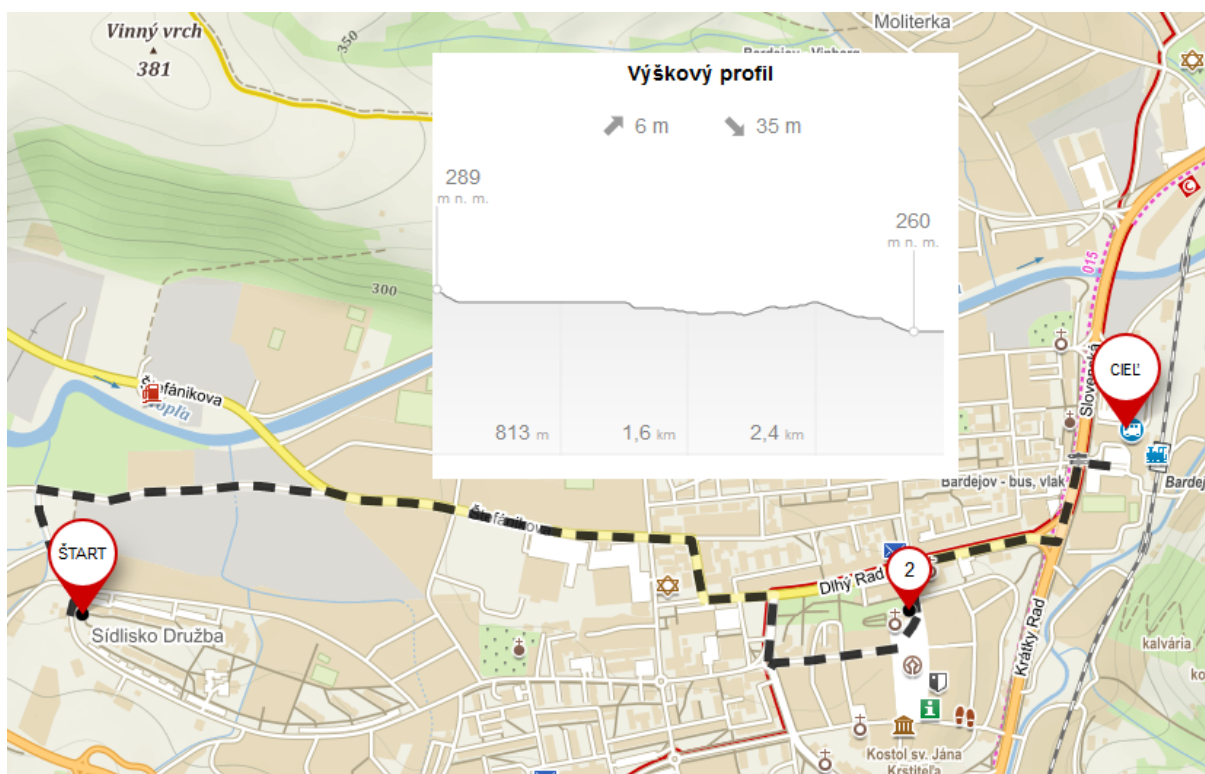 Vinný vrch
381
350
Moliterka
Výškový profil
6 m
35 m
289
m n. m.
260
m n. m.
813 m
1,6 km
2,4 km
015
300
Štefánikova
Topľa
Slovenská
CIEĽ
Bardejov - bus, vlak
Štefánikova
ŠTART
2
Dlhý Rad
Sídlisko Družba
Krátky Rad
kalvária
i
Kostol sv. Jána
Krstiteľa
C